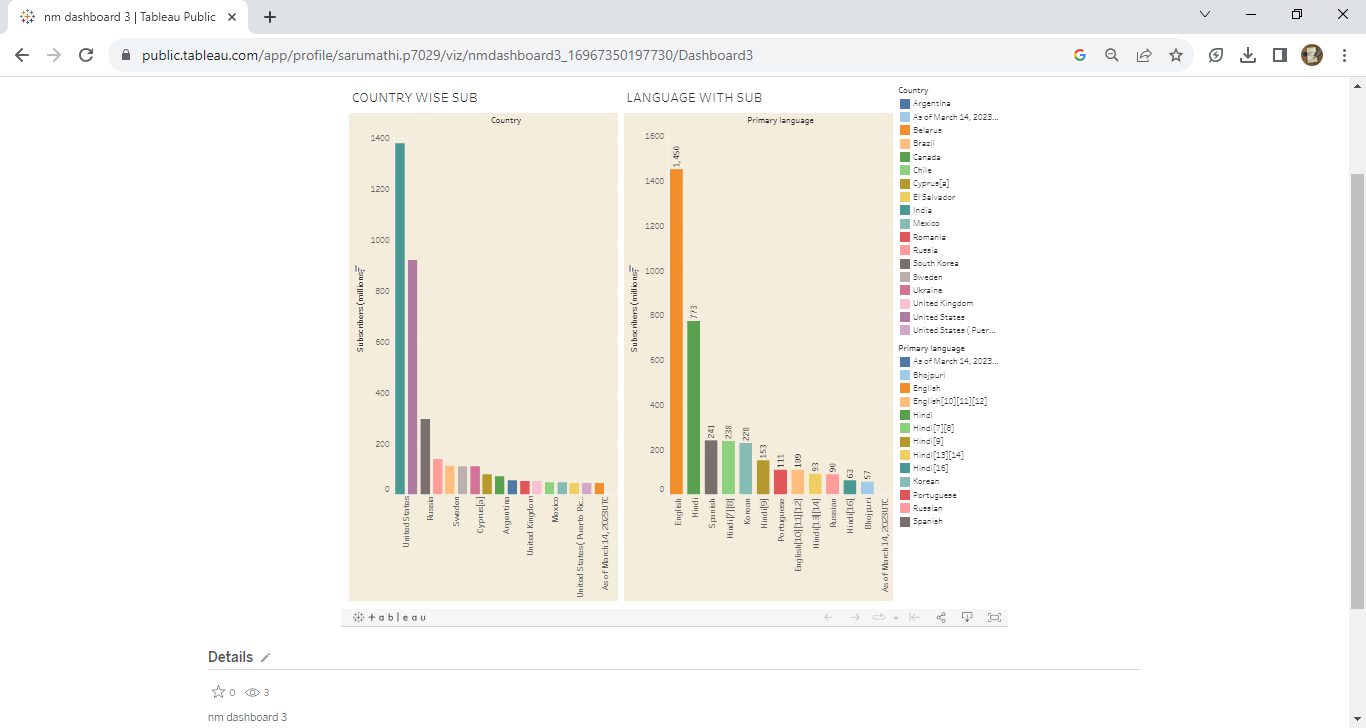 nm dashboard 3 | Tableau Public
public.tableau.com/app/profile/sarumathi.p7029/viz/nmdashboard3_16967350197730/Dashboard3
COUNTRY WISE SUB
Country
Subscribers (millions)
1400
1200
1000
800
600
400
200
0
United States
Russia
Sweden
Cyprus[a]
Argentina
United Kingdom
Mexico
United States ( Puerto Ric..
As of March 14, 2023 UTC
LANGUAGE WITH SUB
Primary language
Subscribers (millions)
1600
1400
1200
1000
800
600
400
200
0
1,450
773
241
238
228
153
111
109
93
90
63
57
English
Hindi
Spanish
Hindi[7][8]
Korean
Hindi[9]
Portuguese
English[10][11][12]
Hindi[13][14]
Russian
Hindi[16]
Bhojpuri
As of March 14, 2023 UTC
Country
Argentina
As of March 14, 2023...
Belarus
Brazil
Canada
Chile
Cyprus[a]
El Salvador
India
Mexico
Romania
Russia
South Korea
Sweden
Ukraine
United Kingdom
United States
United States ( Puer...
Primary language
As of March 14, 2023...
Bhojpuri
English
English[10][11][12]
Hindi
Hindi[7][8]
Hindi[9]
Hindi[13][14]
Hindi[16]
Korean
Portuguese
Russian
Spanish
+ a b l e a u
Details
0
3
nm dashboard 3